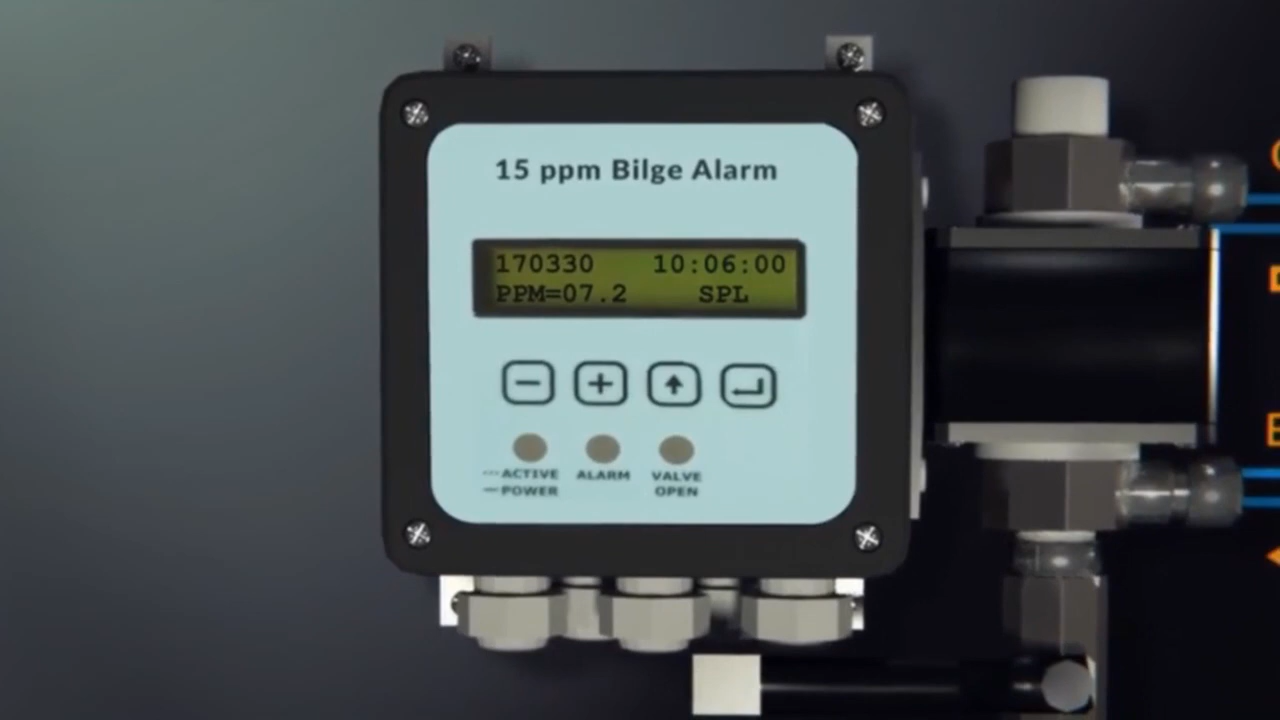 15 ppm Bilge Alarm
170330 10:06:00
PPM=07.2 SPL
ACTIVE ALARM VALVE
POWER OPEN